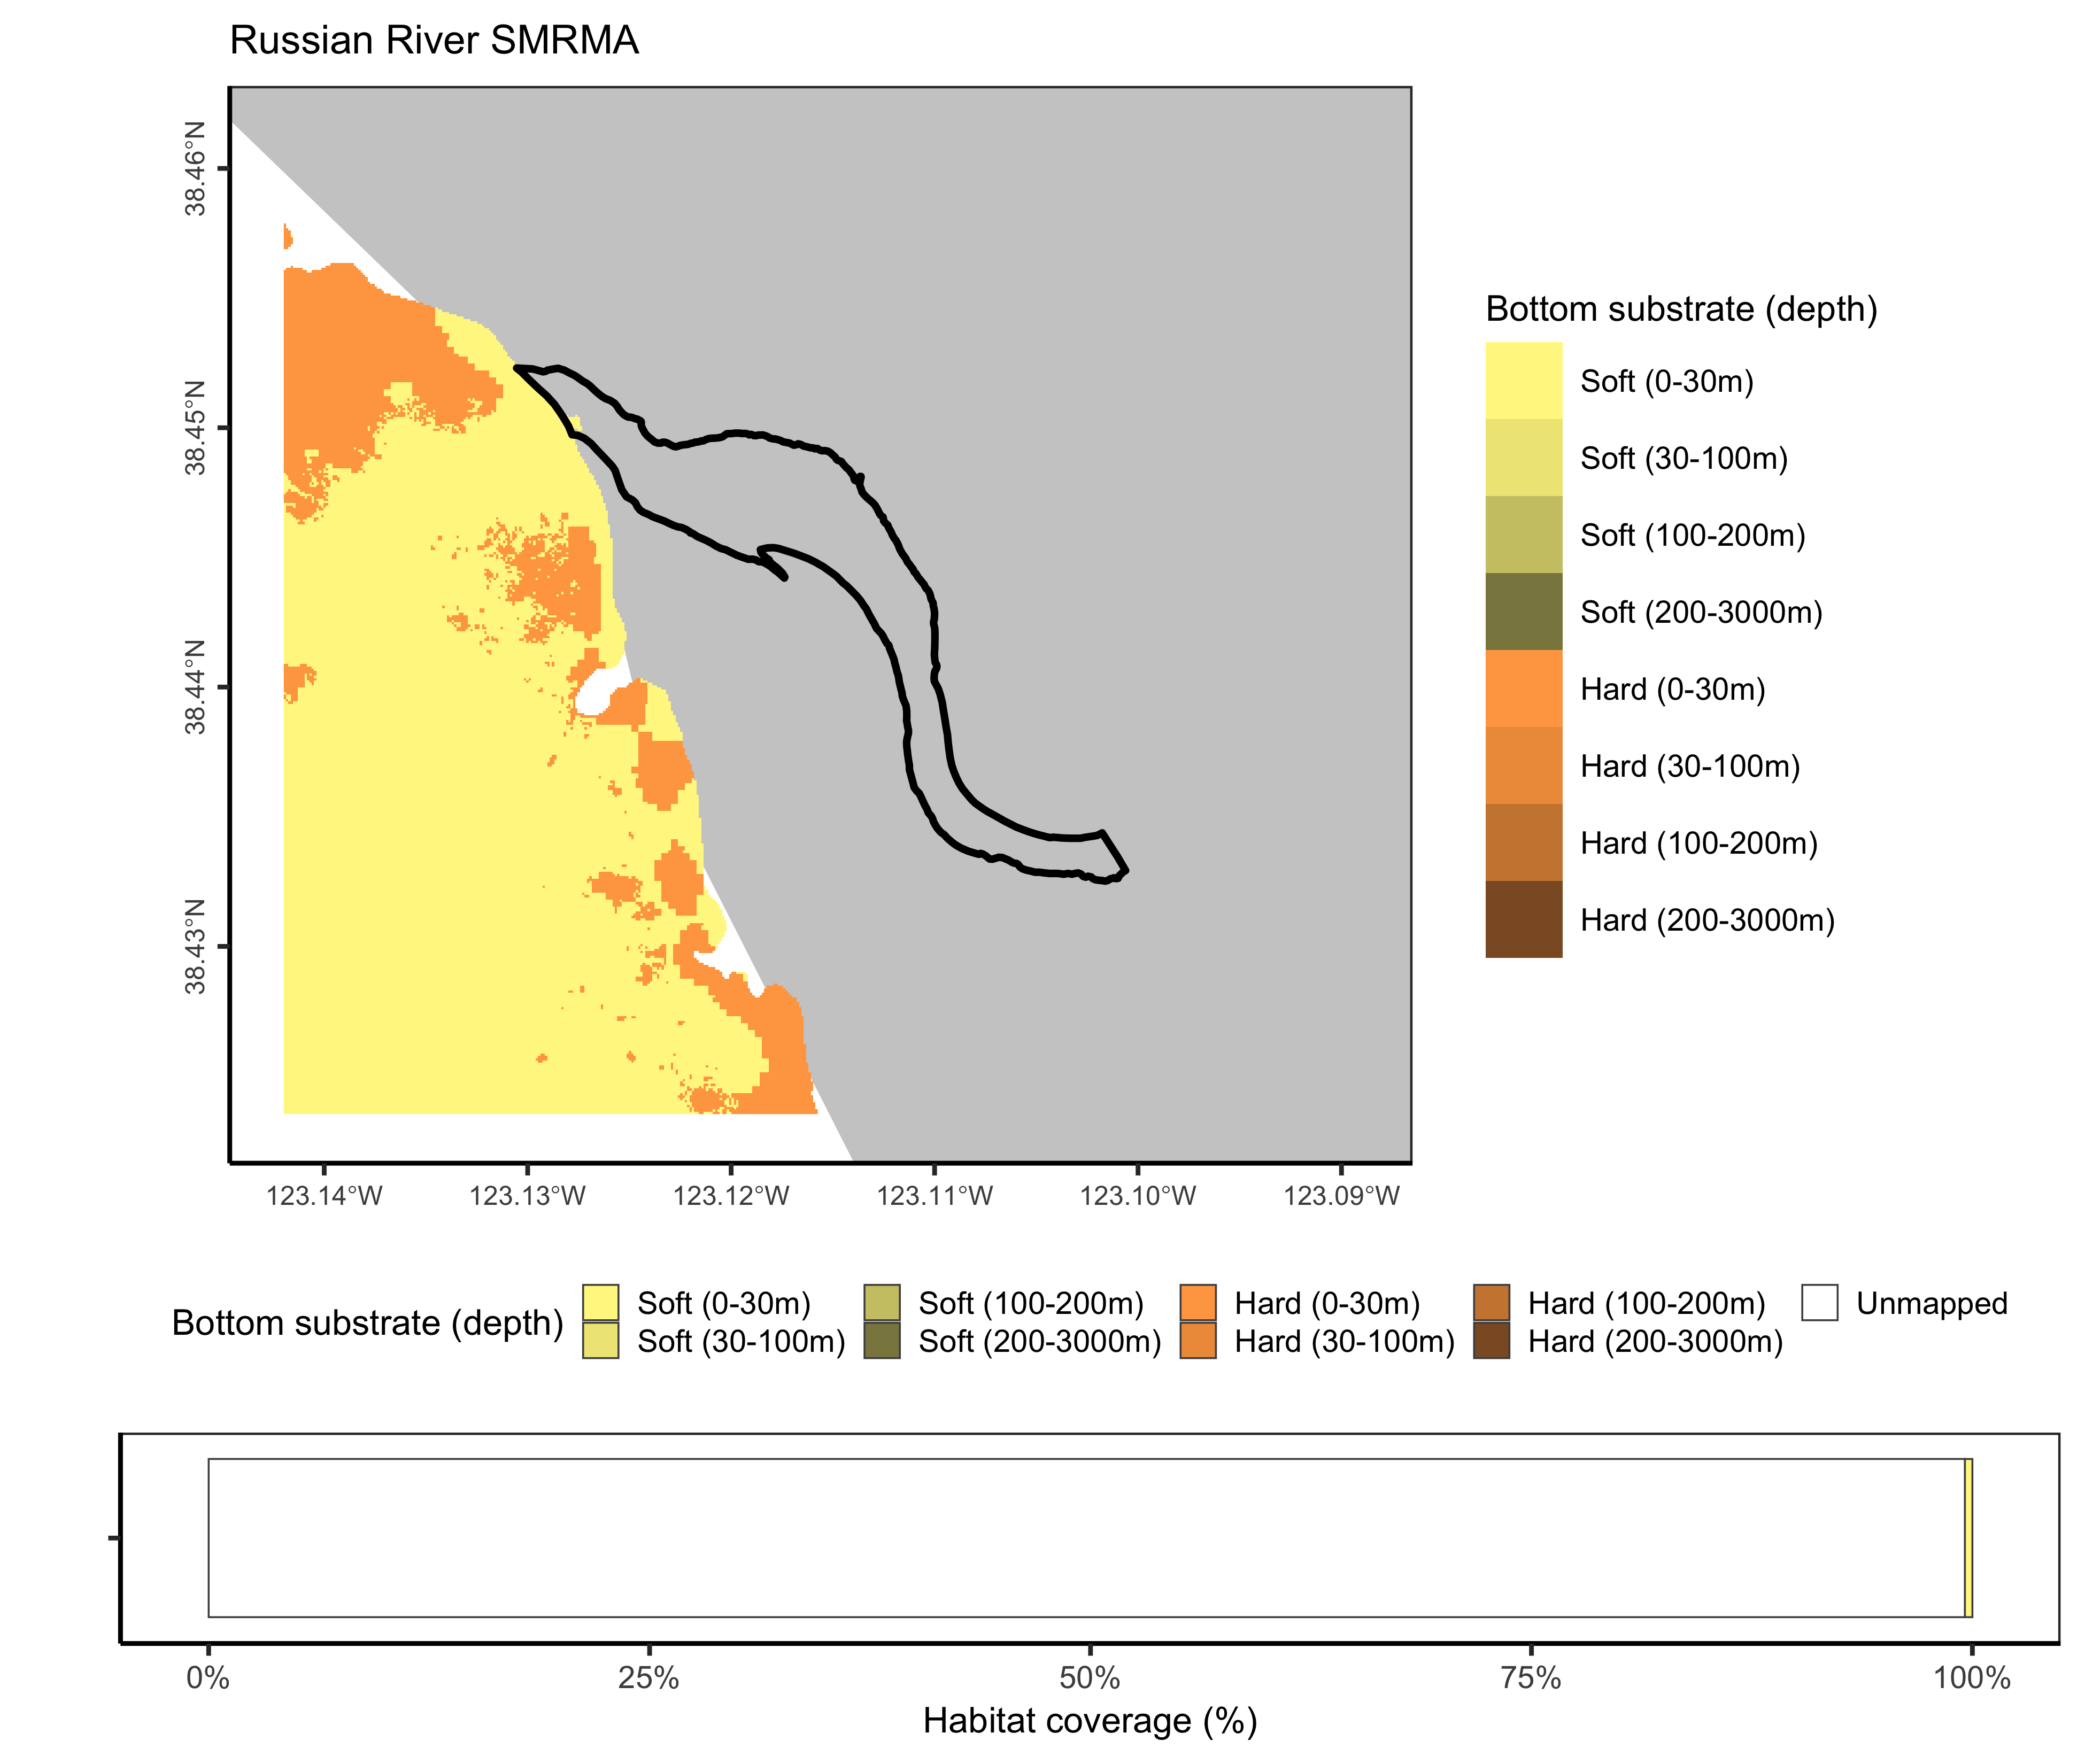 Russian River SMRMA
38.46°N
38.45°N
38.44°N
38.43°N
123.14°W 123.13°W 123.12°W 123.11°W 123.10°W 123.09°W
Bottom substrate (depth)
Soft (0-30m)
Soft (30-100m)
Soft (100-200m)
Soft (200-3000m)
Hard (0-30m)
Hard (30-100m)
Hard (100-200m)
Hard (200-3000m)
Bottom substrate (depth)
Soft (0-30m) Soft (100-200m) Hard (0-30m) Hard (100-200m) Unmapped
Soft (30-100m) Soft (200-3000m) Hard (30-100m) Hard (200-3000m)
0% 25% 50% 75% 100%
Habitat coverage (%)